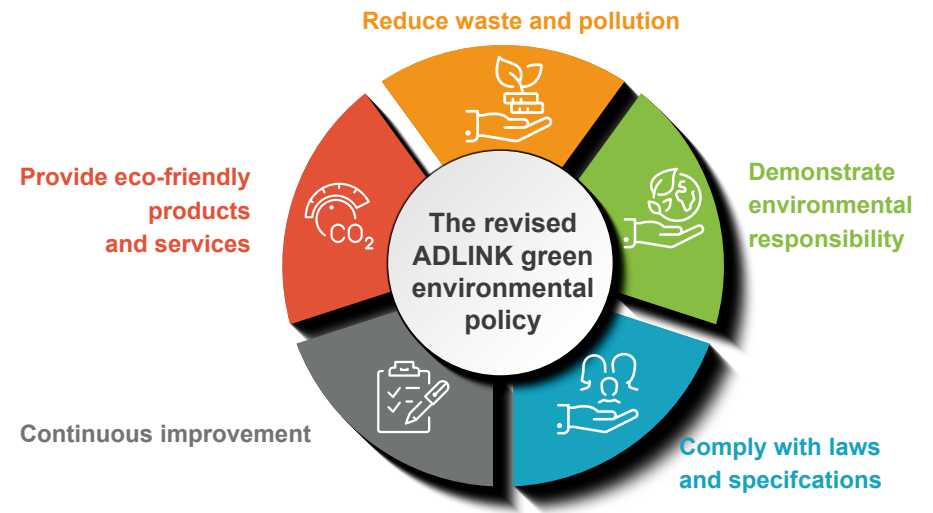 Reduce waste and pollution
Provide eco-friendly
products
and services
CO2
The revised
ADLINK green
environmental
policy
Demonstrate
environmental
responsibility
Continuous improvement
Comply with laws
and specifcations